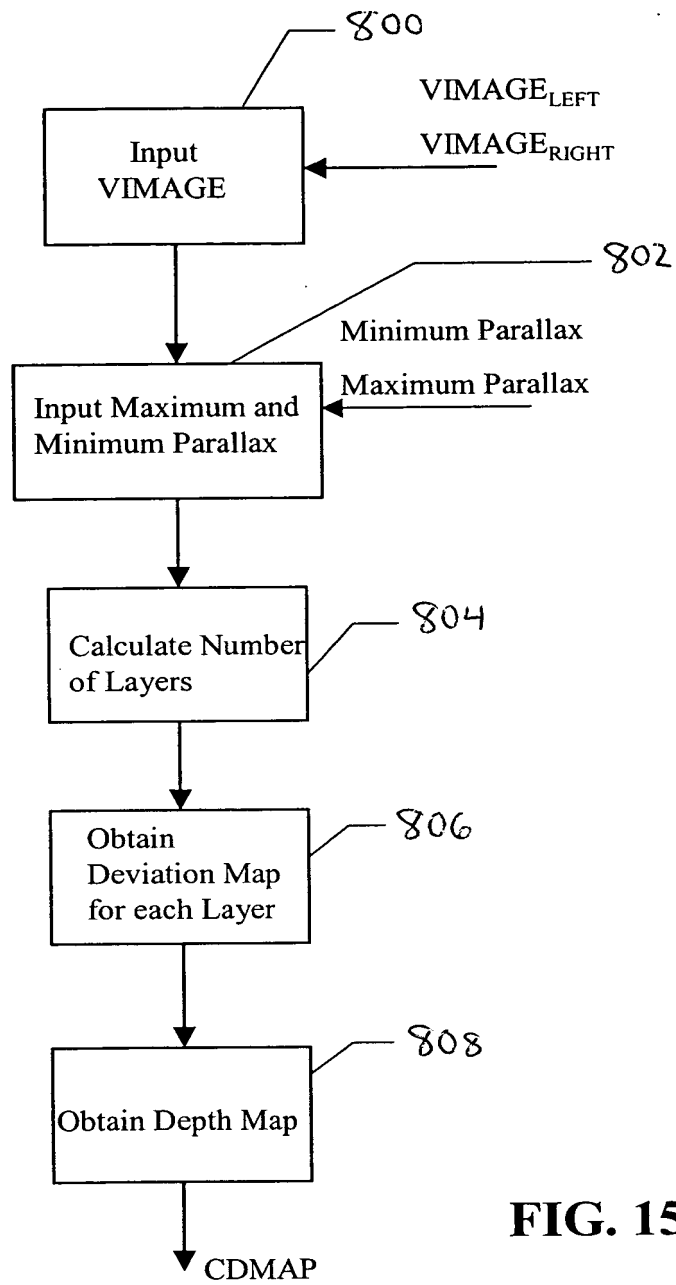 800
VIMAGE_LEFT
VIMAGE_RIGHT
Input
VIMAGE
802
Minimum Parallax
Maximum Parallax
Input Maximum and
Minimum Parallax
804
Calculate Number
of Layers
806
Obtain
Deviation Map
for each Layer
808
Obtain Depth Map
FIG. 15
CDMAP